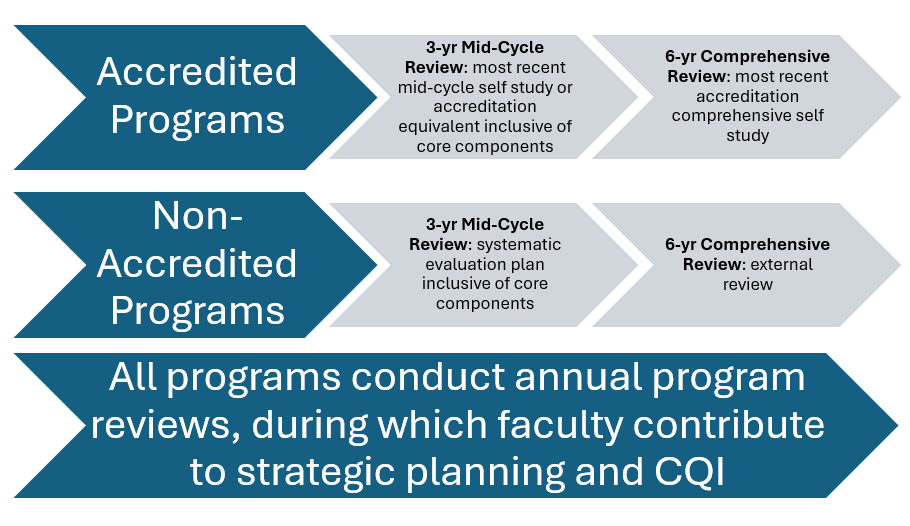 Accredited
Programs
3-yr Mid-Cycle
Review: most recent
mid-cycle self study or
accreditation
equivalent inclusive of
core components
6-yr Comprehensive
Review: most recent
accreditation
comprehensive self
study
Non-
Accredited
Programs
3-yr Mid-Cycle
Review: systematic
evaluation plan
inclusive of core
components
6-yr Comprehensive
Review: external
review
All programs conduct annual program
reviews, during which faculty contribute
to strategic planning and CQI